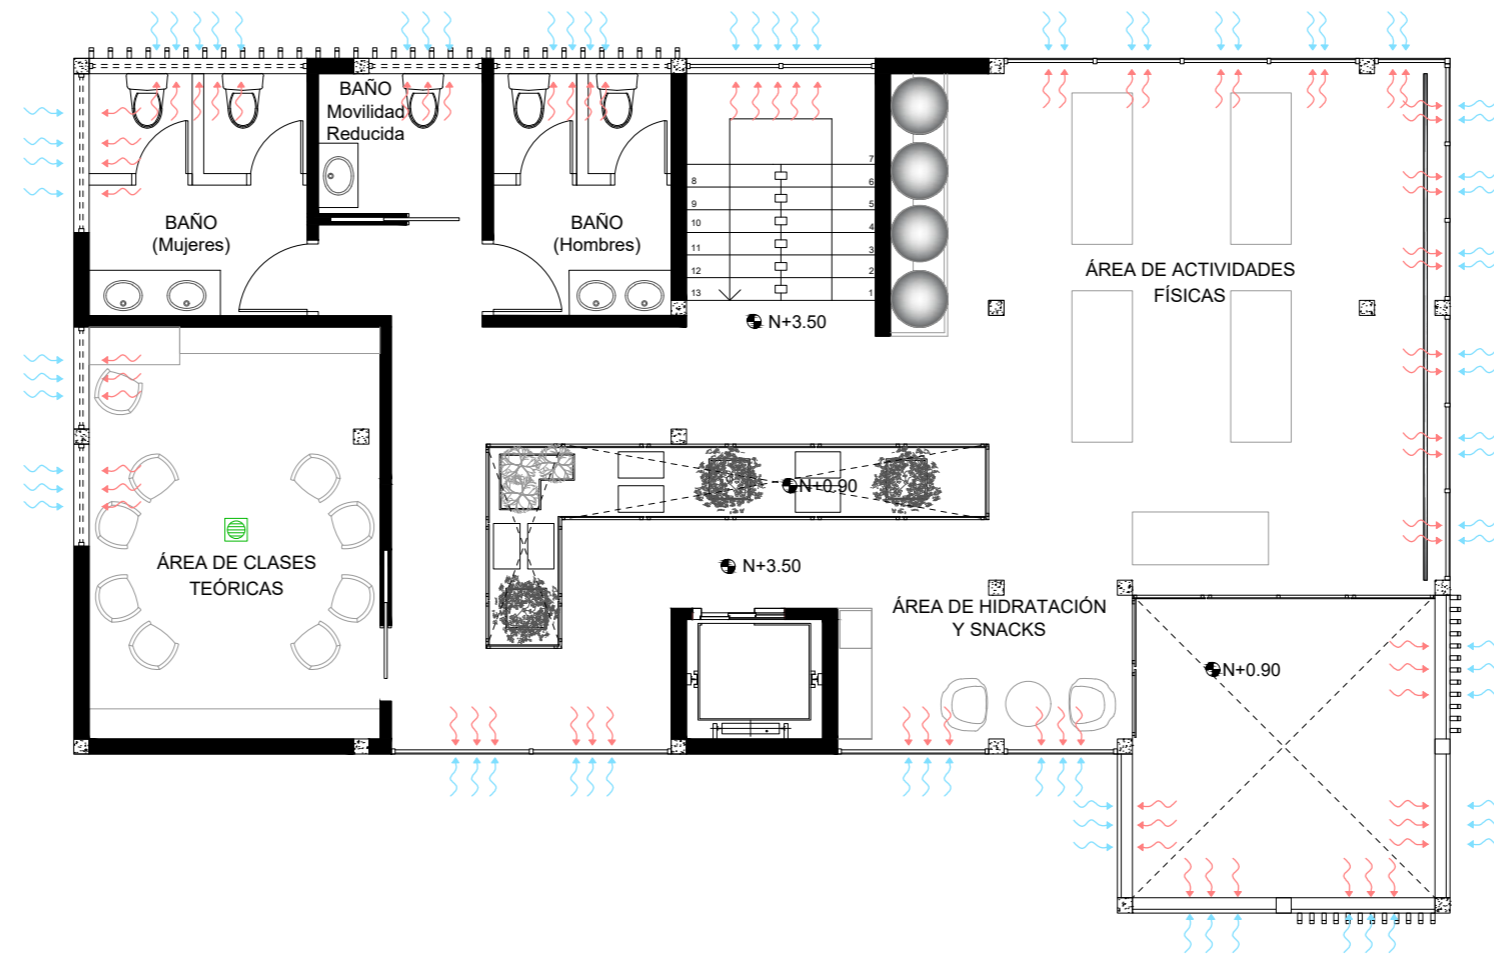 BAÑO
Movilidad
Reducida
BAÑO
(Mujeres)
BAÑO
(Hombres)
7
8
6
9
5
10
4
11
3
12
2
13
1
N+3.50
ÁREA DE ACTIVIDADES
FÍSICAS
N+0.90
ÁREA DE CLASES
TEÓRICAS
N+3.50
ÁREA DE HIDRATACIÓN
Y SNACKS
N+0.90